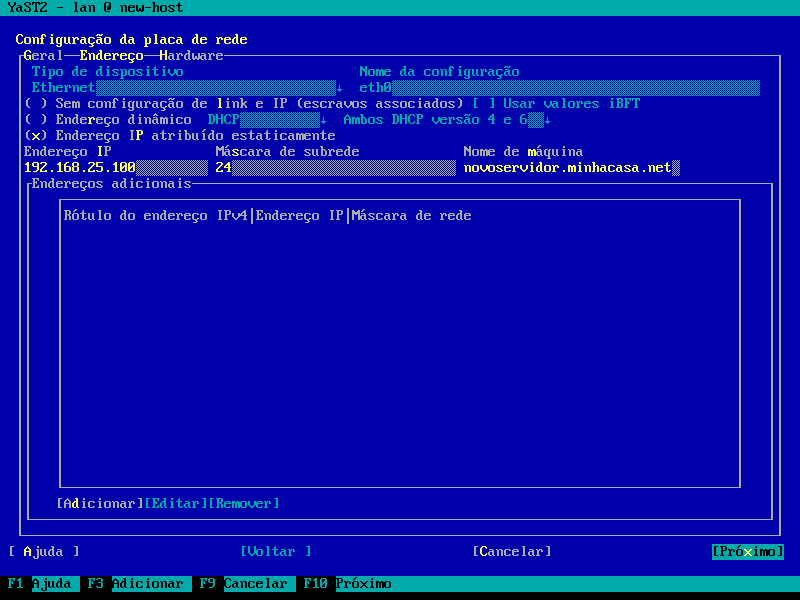 YaST2 - lan @ new-host
Configuração da placa de rede
Geral Endereço Hardware
Tipo de dispositivo Nome da configuração
Ethernet eth0
( ) Sem configuração de link e IP (escravos associados) [ ] Usar valores iBFT
( ) Endereço dinâmico DHCP Ambos DHCP versão 4 e 6
(x) Endereço IP atribuído estaticamente
Endereço IP Máscara de subrede Nome de máquina
192.168.25.100 24 novoservidor.minhacasa.net
Endereços adicionais
Rótulo do endereço IPv4|Endereço IP|Máscara de rede
[Adicionar][Editar][Remover]
[ Ajuda ] [Voltar ] [Cancelar] [Próximo]
F1 Ajuda F3 Adicionar F9 Cancelar F10 Próximo